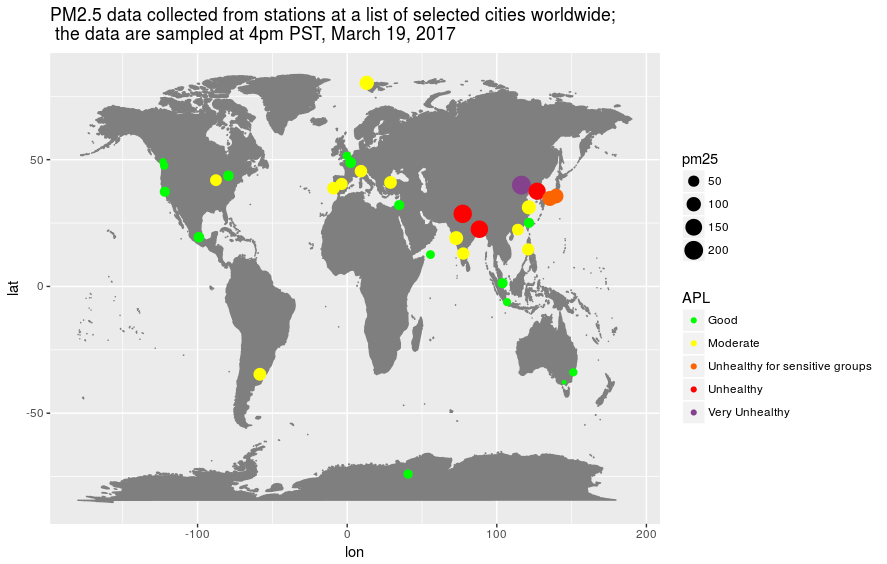 PM2.5 data collected from stations at a list of selected cities worldwide;
the data are sampled at 4pm PST, March 19, 2017
50
0
-50
lat
-100
0
100
200
lon
pm25
50
100
150
200
APL
Good
Moderate
Unhealthy for sensitive groups
Unhealthy
Very Unhealthy